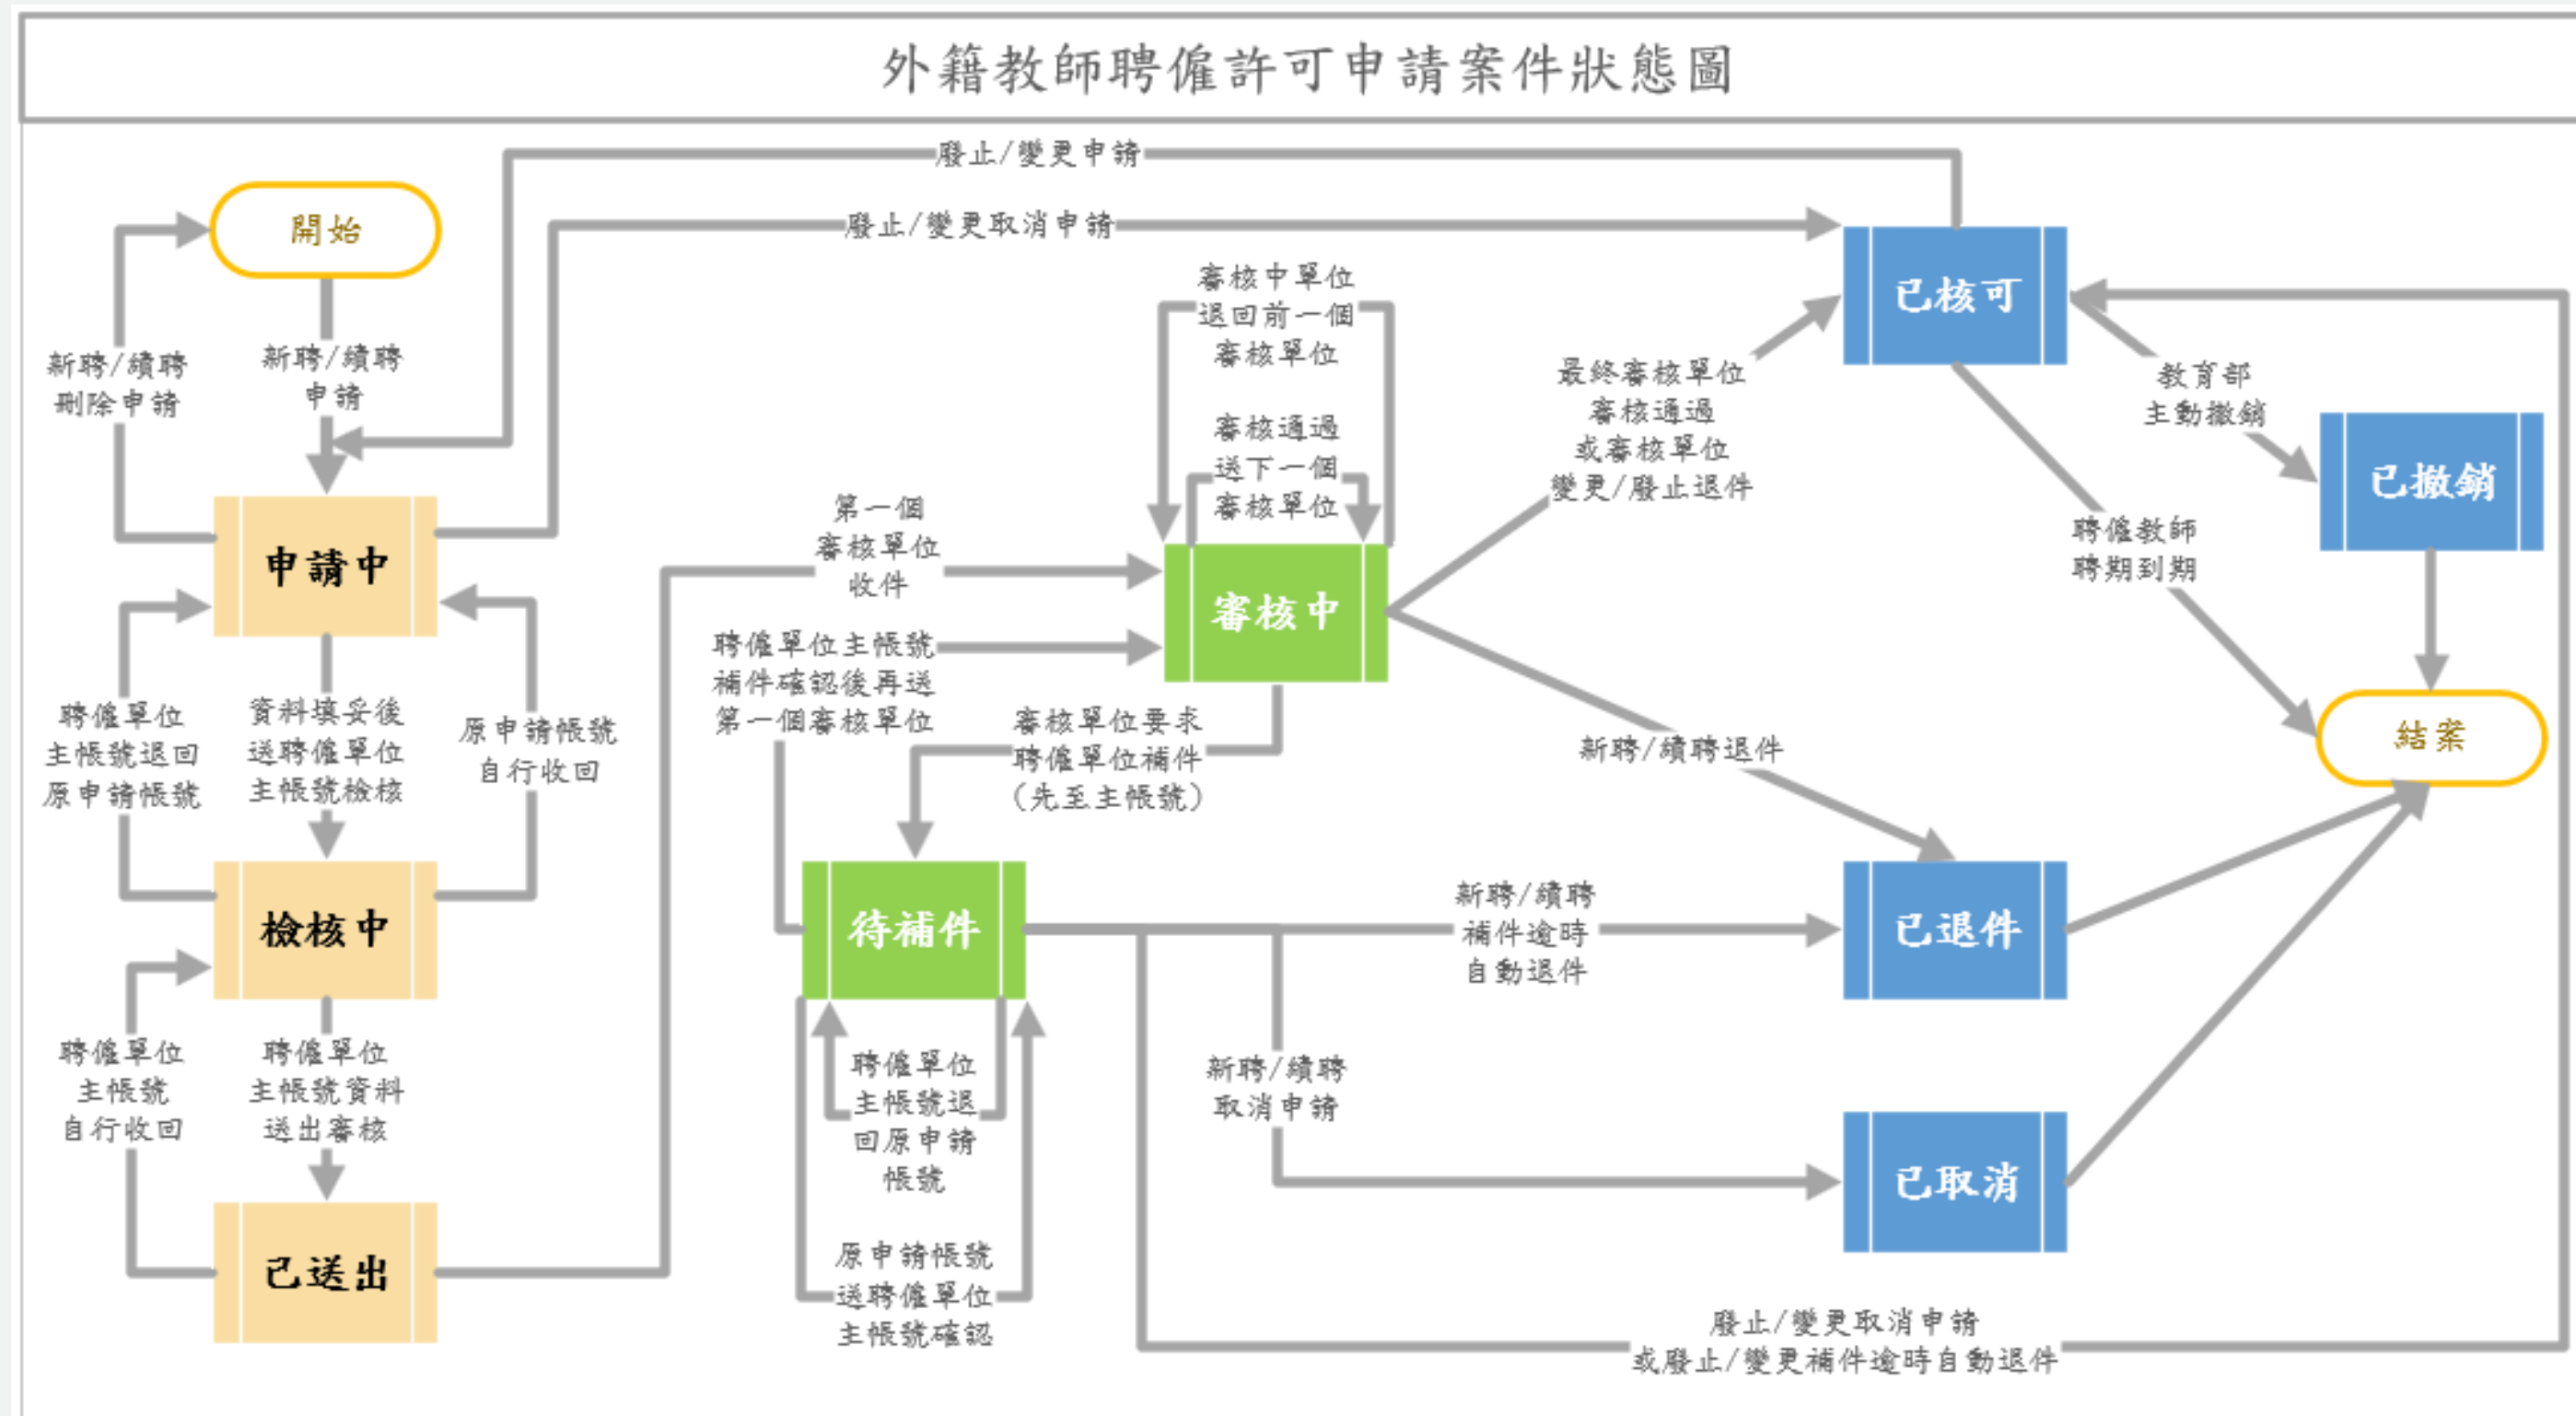 外籍教師聘僱許可申請案件狀態圖
廢止/變更申請
廢止/變更取消申請
開始
新聘/續聘
刪除申請
新聘/續聘
申請
申請中
聘僱單位
主帳號退回
原申請帳號
資料填妥後
送聘僱單位
主帳號檢核
原申請帳號
自行收回
檢核中
聘僱單位
主帳號
自行收回
聘僱單位
主帳號資料
送出審核
已送出
第一個
審核單位
收件
聘僱單位主帳號
補件確認後再送
第一個審核單位
審核中單位
退回前一個
審核單位
審核通過
送下一個
審核單位
審核中
審核單位要求
聘僱單位補件
(先至主帳號)
待補件
聘僱單位
主帳號退
回原申請
帳號
原申請帳號
送聘僱單位
主帳號確認
最終審核單位
審核通過
或審核單位
變更/廢止退件
新聘/續聘退件
新聘/續聘
補件逾時
自動退件
新聘/續聘
取消申請
已核可
教育部
主動撤銷
已撤銷
聘僱教師
聘期到期
結案
已退件
已取消
廢止/變更取消申請
或廢止/變更補件逾時自動退件